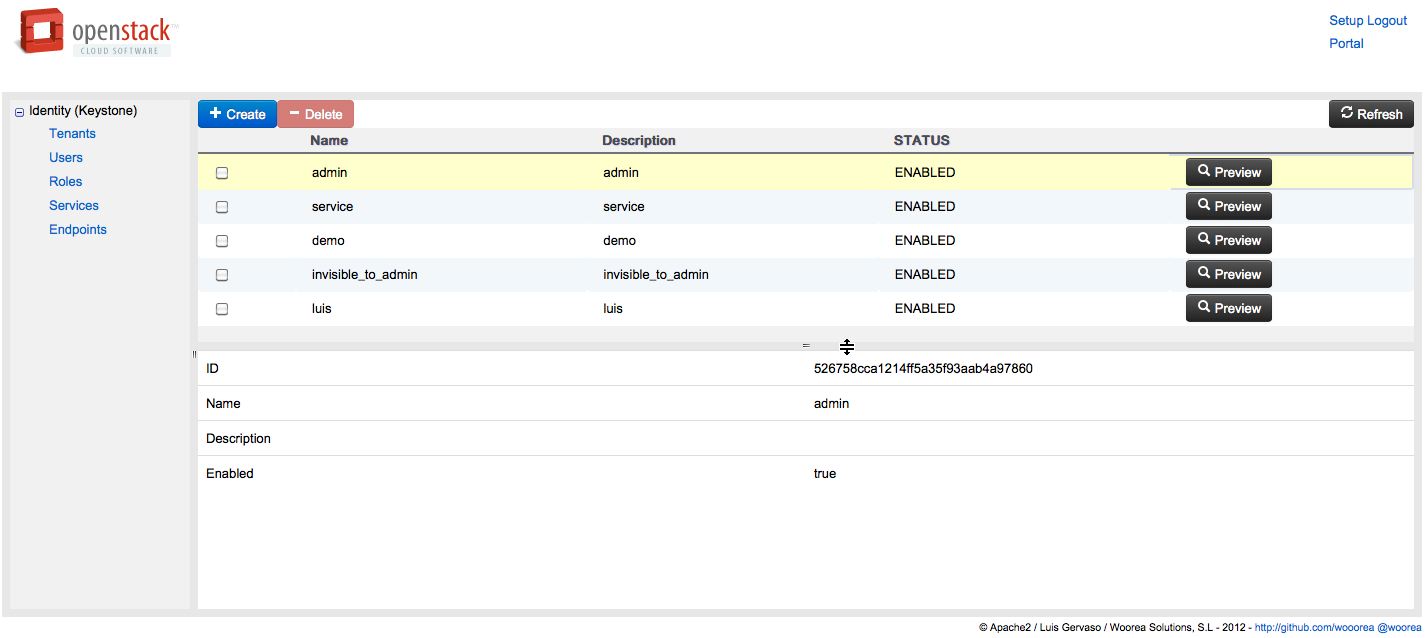 openstack™
CLOUD SOFTWARE
Setup Logout
Portal
Identity (Keystone)
Tenants
Users
Roles
Services
Endpoints
+ Create
− Delete
Refresh
Name Description STATUS
admin admin ENABLED Preview
service service ENABLED Preview
demo demo ENABLED Preview
invisible_to_admin invisible_to_admin ENABLED Preview
luis luis ENABLED Preview
ID 526758cca1214ff5a35f93aab4a97860
Name admin
Description
Enabled true
© Apache2 / Luis Gervaso / Woorea Solutions, S.L - 2012 - http://github.com/wooorea @woorea